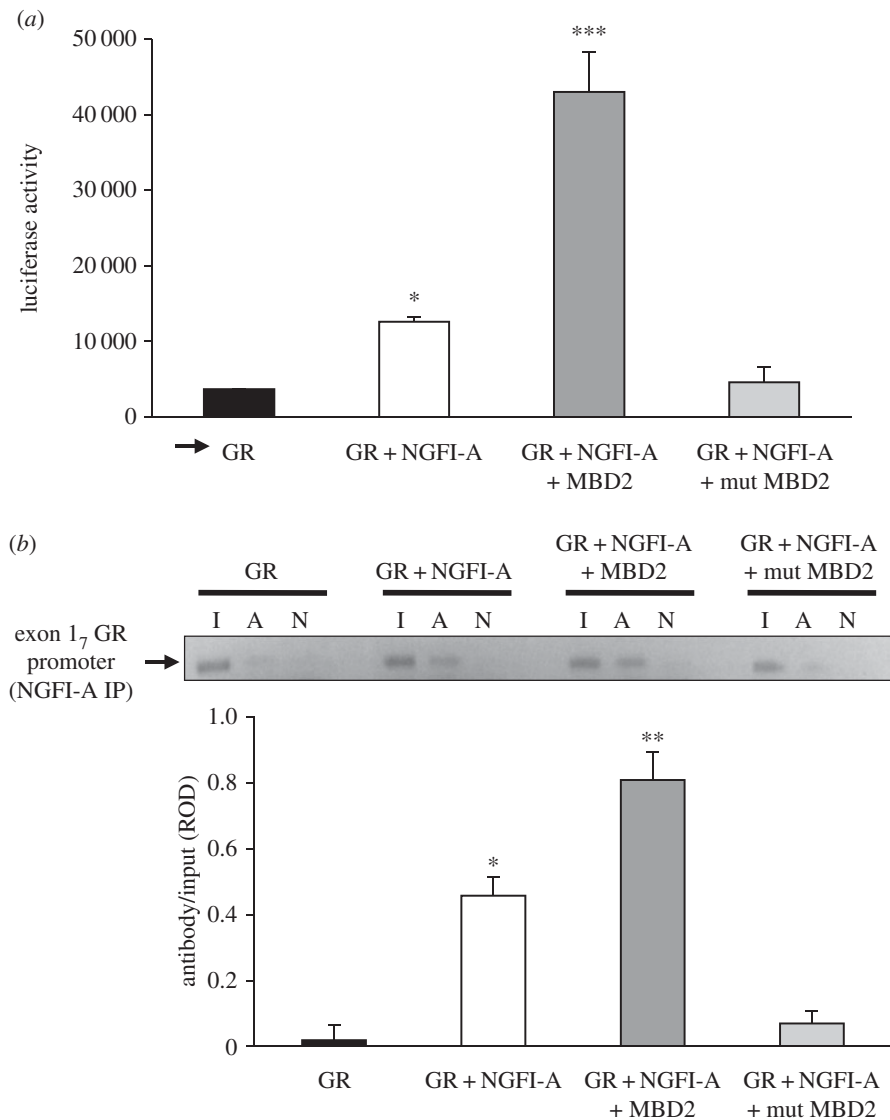 (a)
50 000
40 000
30 000
20 000
10 000
0
luciferase activity
*
***
GR
GR + NGFI-A
GR + NGFI-A
+ MBD2
GR + NGFI-A
+ mut MBD2
(b)
GR
GR + NGFI-A
GR + NGFI-A
+ MBD2
GR + NGFI-A
+ mut MBD2
I A N I A N I A N I A N
exon 1₇ GR
promoter
(NGFI-A IP)
1.0
0.8
0.6
0.4
0.2
0
antibody/input (ROD)
*
**
GR
GR + NGFI-A
GR + NGFI-A
+ MBD2
GR + NGFI-A
+ mut MBD2